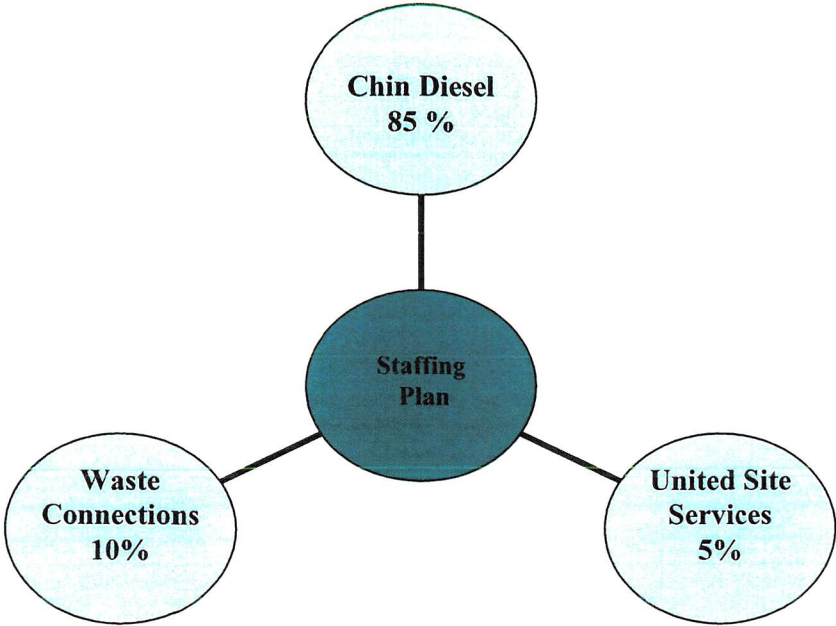 Chin Diesel
85 %
Staffing
Plan
Waste
Connections
10%
United Site
Services
5%